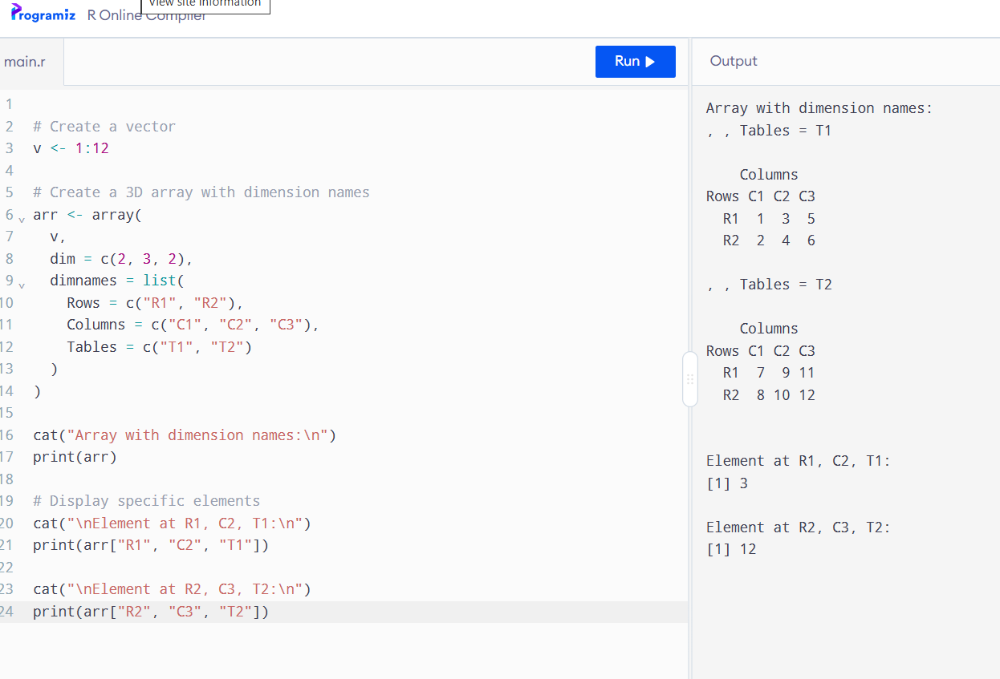 View site information
Programiz R Online Compiler
main.r
Run
Output
1
2 # Create a vector
3 v <- 1:12
4
5 # Create a 3D array with dimension names
6 arr <- array(
7   v,
8   dim = c(2, 3, 2),
9   dimnames = list(
10     Rows = c("R1", "R2"),
11     Columns = c("C1", "C2", "C3"),
12     Tables = c("T1", "T2")
13   )
14 )
15
16 cat("Array with dimension names:\n")
17 print(arr)
18
19 # Display specific elements
20 cat("\nElement at R1, C2, T1:\n")
21 print(arr["R1", "C2", "T1"])
22
23 cat("\nElement at R2, C3, T2:\n")
24 print(arr["R2", "C3", "T2"])
Array with dimension names:
, , Tables = T1
    Columns
Rows C1 C2 C3
  R1  1  3  5
  R2  2  4  6
, , Tables = T2
    Columns
Rows C1 C2 C3
  R1  7  9 11
  R2  8 10 12
Element at R1, C2, T1:
[1] 3
Element at R2, C3, T2:
[1] 12